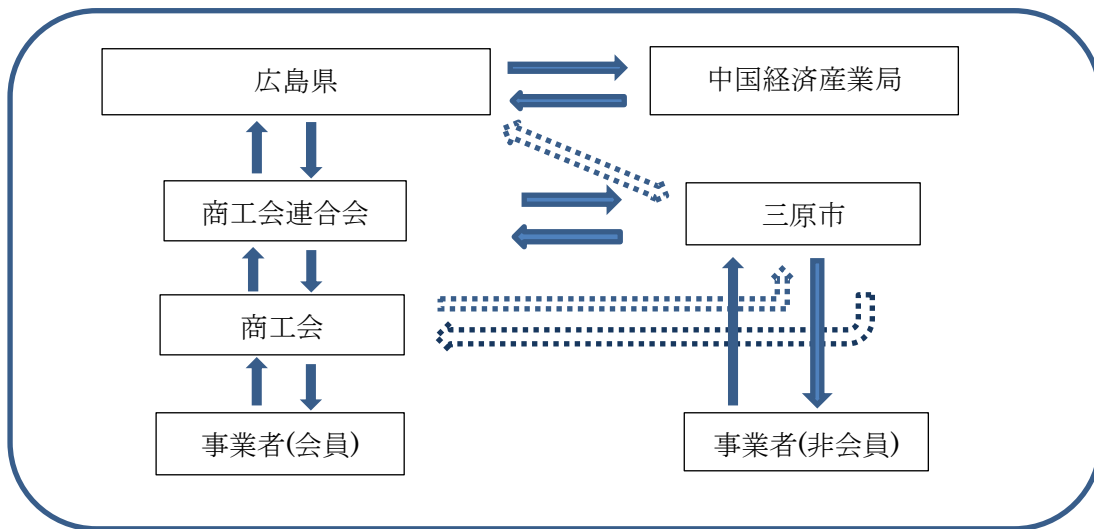 広島県
中国経済産業局
商工会連合会
三原市
商工会
事業者(会員)
事業者(非会員)